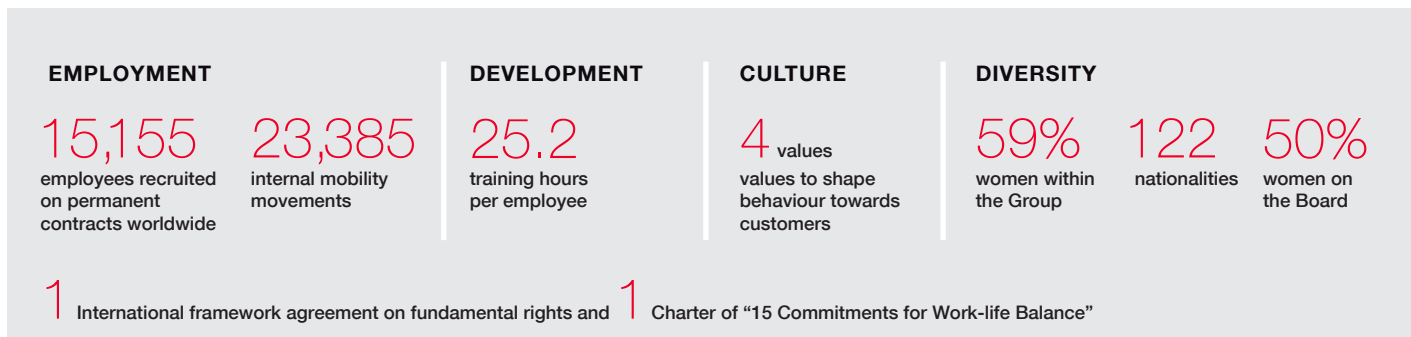 EMPLOYMENT
15,155
employees recruited
on permanent
contracts worldwide
23,385
internal mobility
movements
DEVELOPMENT
25.2
training hours
per employee
CULTURE
4 values
values to shape
behaviour towards
customers
DIVERSITY
59%
women within
the Group
122
nationalities
50%
women on
the Board
1 International framework agreement on fundamental rights and 1 Charter of “15 Commitments for Work-life Balance”